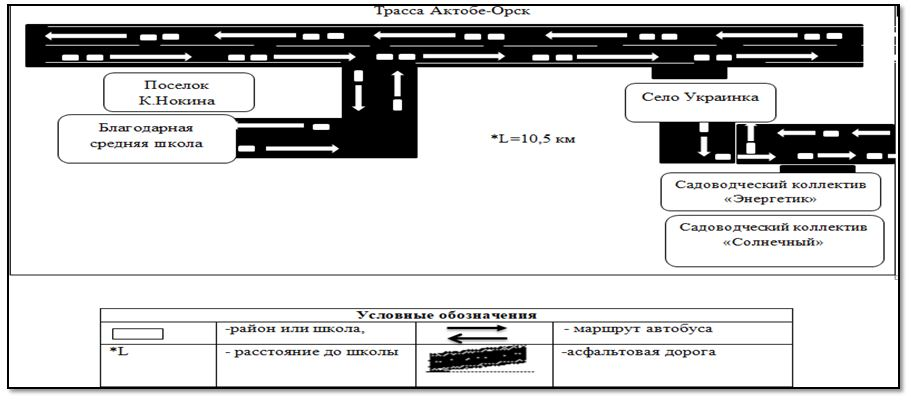 Трасса Актобе-Орск
Поселок
К.Нокина
Благодарная
средняя школа
Село Украинка
*L=10,5 км
Садоводческий коллектив
«Энергетик»
Садоводческий коллектив
«Солнечный»
Условные обозначения
-район или школа,
- маршрут автобуса
*L
- расстояние до школы
-асфальтовая дорога